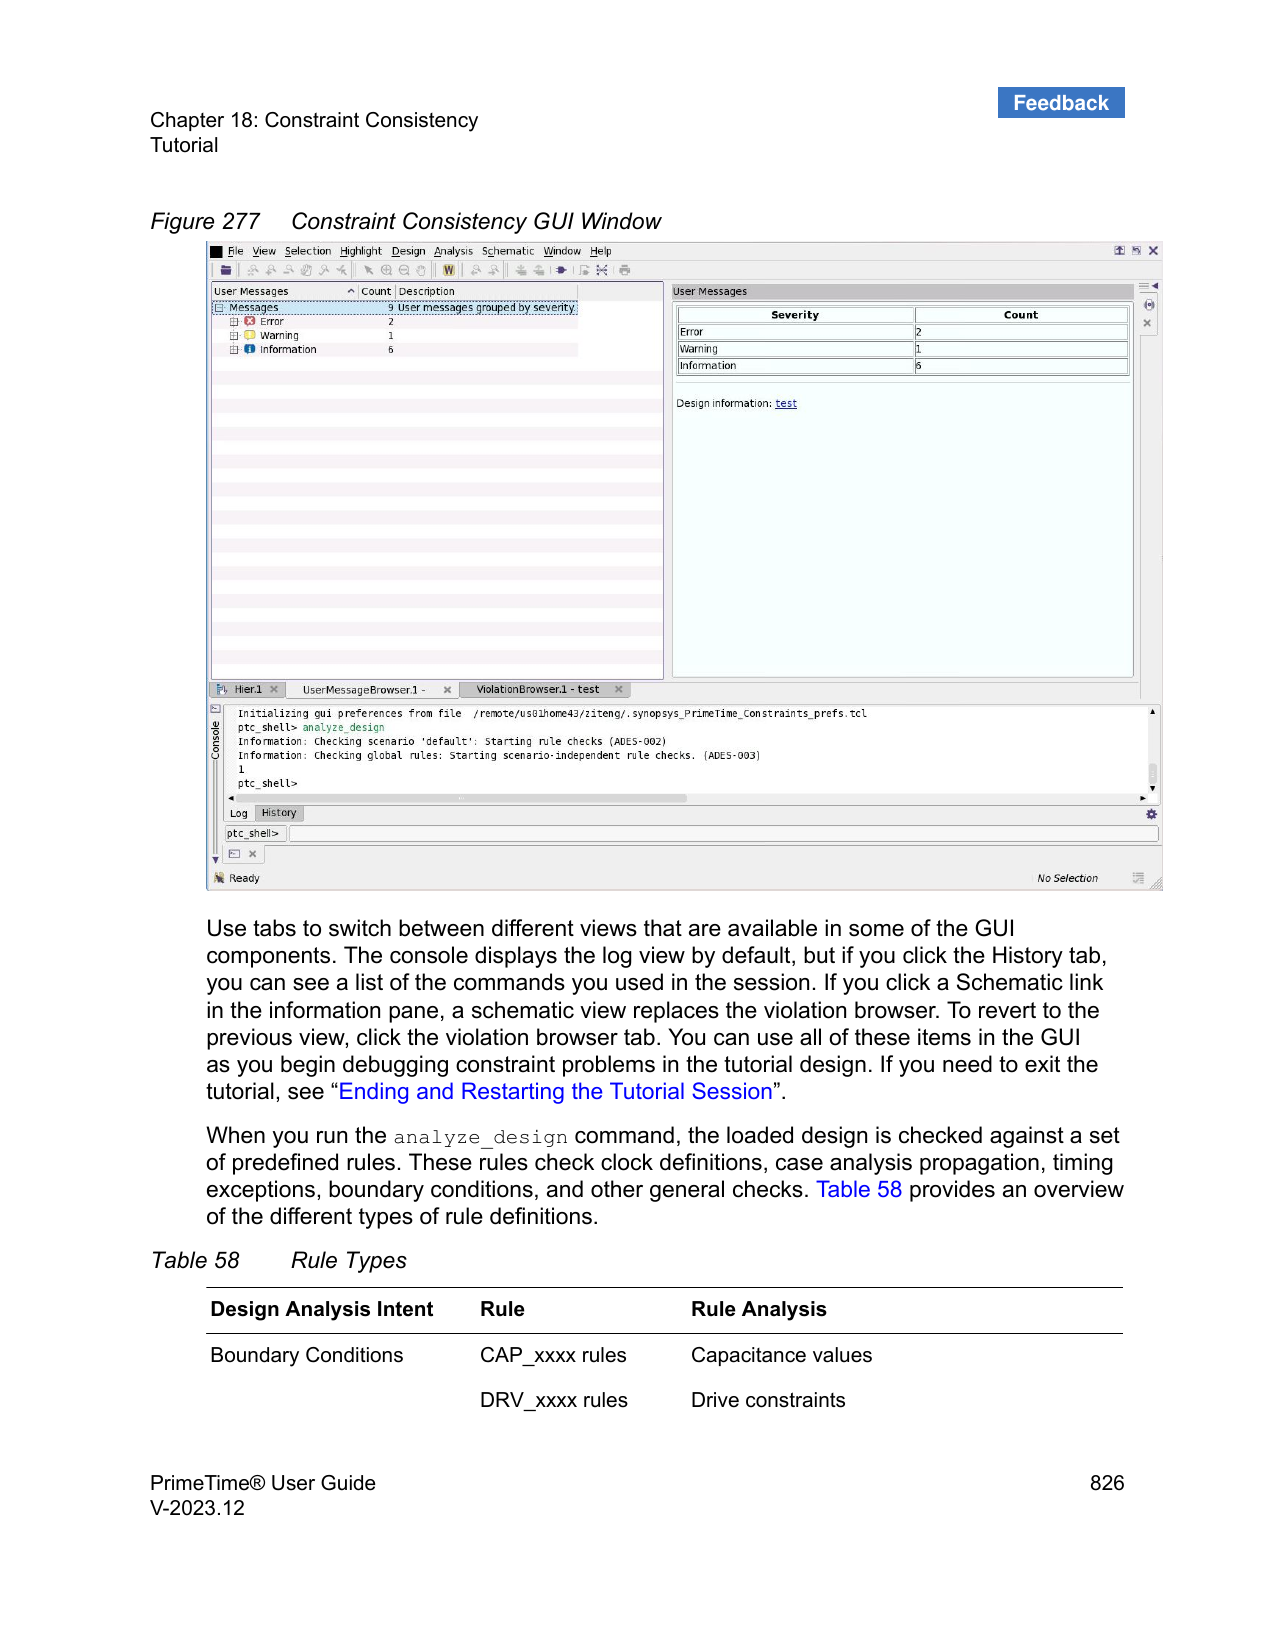 Feedback
Chapter 18: Constraint Consistency
Tutorial
Figure 277 Constraint Consistency GUI Window
File View Selection Highlight Design Analysis Schematic Window Help
W
User Messages Count Description
Messages 9 User messages grouped by severity.
Error 2
Warning 1
Information 6
User Messages
Severity Count
Error 2
Warning 1
Information 6
Design information: test
Hier.1 UserMessageBrowser.1 - ViolationBrowser.1 - test
Console
Initializing gui preferences from file /remote/us01home43/ziteng/.synopsys_PrimeTime_Constraints_prefs.tcl
ptc_shell> analyze_design
Information: Checking scenario 'default': Starting rule checks (ADES-002)
Information: Checking global rules: Starting scenario-independent rule checks. (ADES-003)
1
ptc_shell>
Log History
ptc_shell>
Ready No Selection
Use tabs to switch between different views that are available in some of the GUI
components. The console displays the log view by default, but if you click the History tab,
you can see a list of the commands you used in the session. If you click a Schematic link
in the information pane, a schematic view replaces the violation browser. To revert to the
previous view, click the violation browser tab. You can use all of these items in the GUI
as you begin debugging constraint problems in the tutorial design. If you need to exit the
tutorial, see “Ending and Restarting the Tutorial Session”.
When you run the analyze_design command, the loaded design is checked against a set
of predefined rules. These rules check clock definitions, case analysis propagation, timing
exceptions, boundary conditions, and other general checks. Table 58 provides an overview
of the different types of rule definitions.
Table 58 Rule Types
Design Analysis Intent Rule Rule Analysis
Boundary Conditions CAP_xxxx rules Capacitance values
DRV_xxxx rules Drive constraints
PrimeTime® User Guide 826
V-2023.12